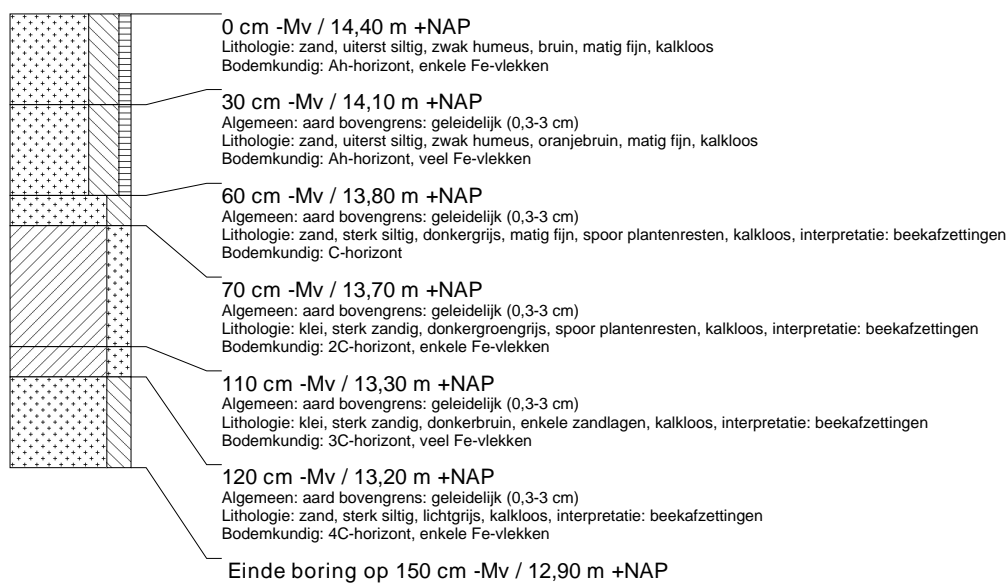 0 cm -Mv / 14,40 m +NAP
Lithologie: zand, uiterst siltig, zwak humeus, bruin, matig fijn, kalkloos
Bodemkundig: Ah-horizont, enkele Fe-vlekken
30 cm -Mv / 14,10 m +NAP
Algemeen: aard bovengrens: geleidelijk (0,3-3 cm)
Lithologie: zand, uiterst siltig, zwak humeus, oranjebruin, matig fijn, kalkloos
Bodemkundig: Ah-horizont, veel Fe-vlekken
60 cm -Mv / 13,80 m +NAP
Algemeen: aard bovengrens: geleidelijk (0,3-3 cm)
Lithologie: zand, sterk siltig, donkergrijs, matig fijn, spoor plantenresten, kalkloos, interpretatie: beekafzettingen
Bodemkundig: C-horizont
70 cm -Mv / 13,70 m +NAP
Algemeen: aard bovengrens: geleidelijk (0,3-3 cm)
Lithologie: klei, sterk zandig, donkergroengrijs, spoor plantenresten, kalkloos, interpretatie: beekafzettingen
Bodemkundig: 2C-horizont, enkele Fe-vlekken
110 cm -Mv / 13,30 m +NAP
Algemeen: aard bovengrens: geleidelijk (0,3-3 cm)
Lithologie: klei, sterk zandig, donkerbruin, enkele zandlagen, kalkloos, interpretatie: beekafzettingen
Bodemkundig: 3C-horizont, veel Fe-vlekken
120 cm -Mv / 13,20 m +NAP
Algemeen: aard bovengrens: geleidelijk (0,3-3 cm)
Lithologie: zand, sterk siltig, lichtgrijs, kalkloos, interpretatie: beekafzettingen
Bodemkundig: 4C-horizont, enkele Fe-vlekken
Einde boring op 150 cm -Mv / 12,90 m +NAP